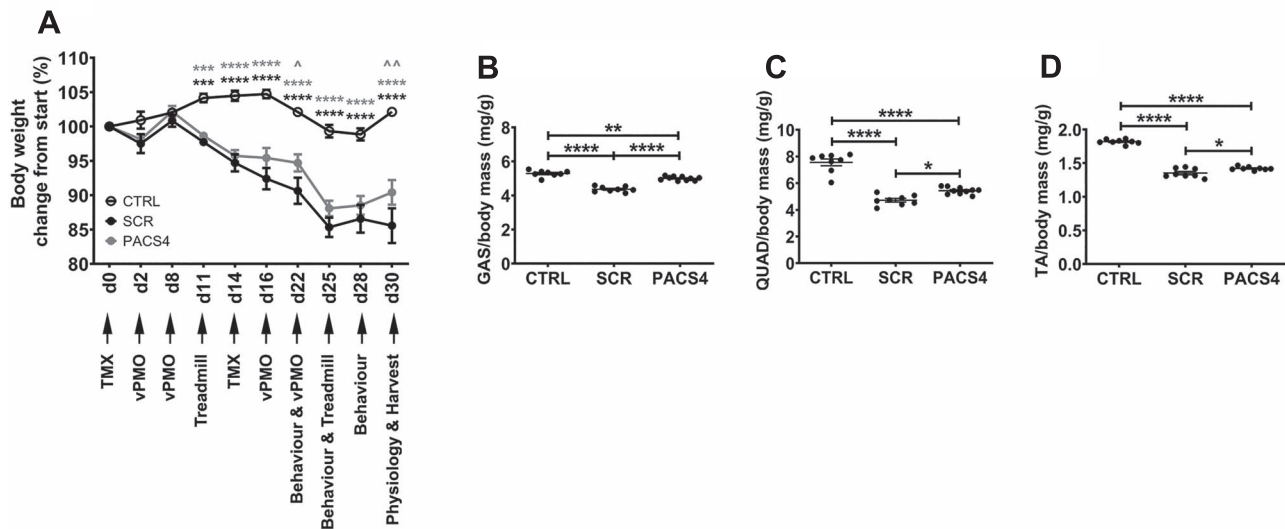 A
Body weight
change from start (%)
110
105
100
95
90
85
80
*** **** **** ^ ^^
*** **** **** **** **** **** ****
**** **** **** ****
CTRL
SCR
PACS4
d0 d2 d8 d11 d14 d16 d22 d25 d28 d30
TMX
vPMO
vPMO
Treadmill
TMX
vPMO
Behaviour & vPMO
Behaviour & Treadmill
Behaviour
Physiology & Harvest
B
GAS/body mass (mg/g)
8
6
4
2
0
**
**** ****
CTRL SCR PACS4
C
QUAD/body mass (mg/g)
10
8
6
4
2
0
****
****
*
CTRL SCR PACS4
D
TA/body mass (mg/g)
2.0
1.5
1.0
0.5
0.0
****
****
*
CTRL SCR PACS4